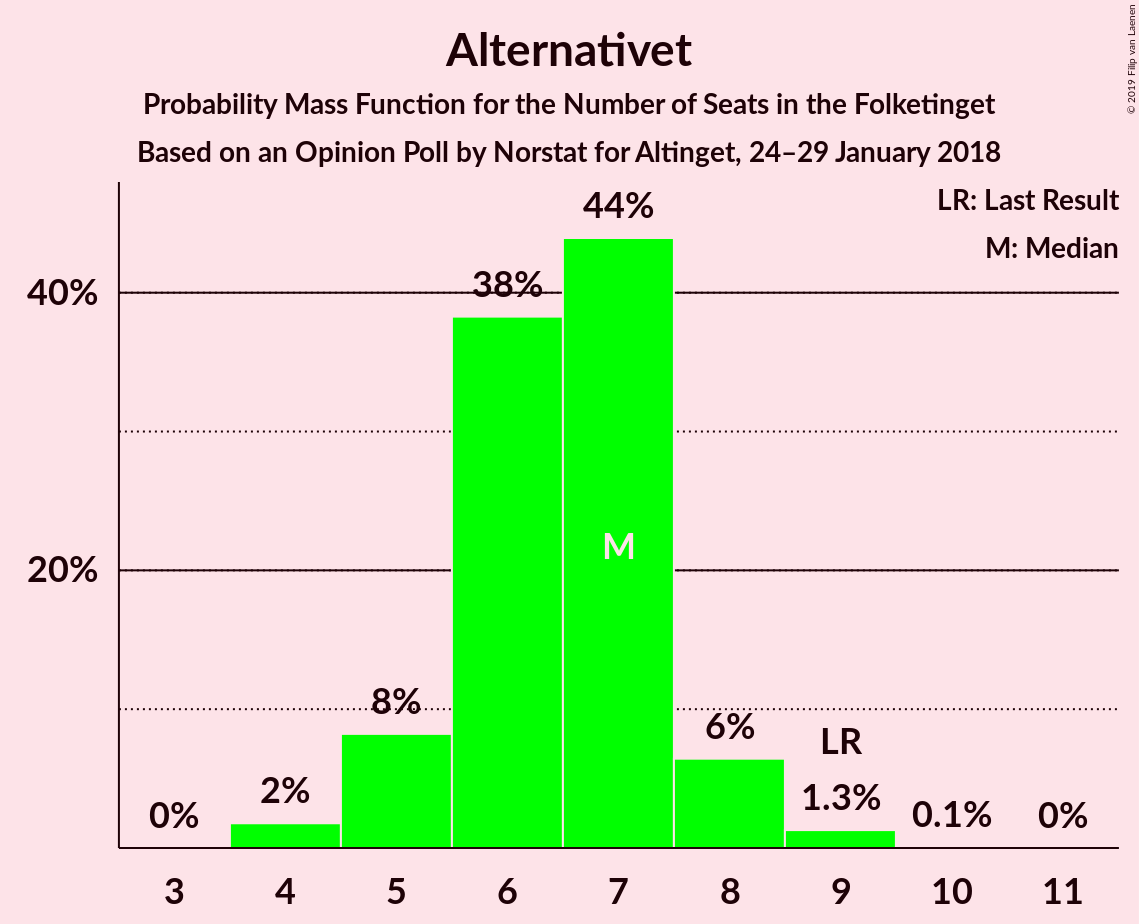 Alternativet
Probability Mass Function for the Number of Seats in the Folketinget
Based on an Opinion Poll by Norstat for Altinget, 24–29 January 2018
© 2019 Filip van Laenen
LR: Last Result
M: Median
40%
20%
0%
2%
8%
38%
44%
M
6%
LR
1.3%
0.1%
0%
3 4 5 6 7 8 9 10 11